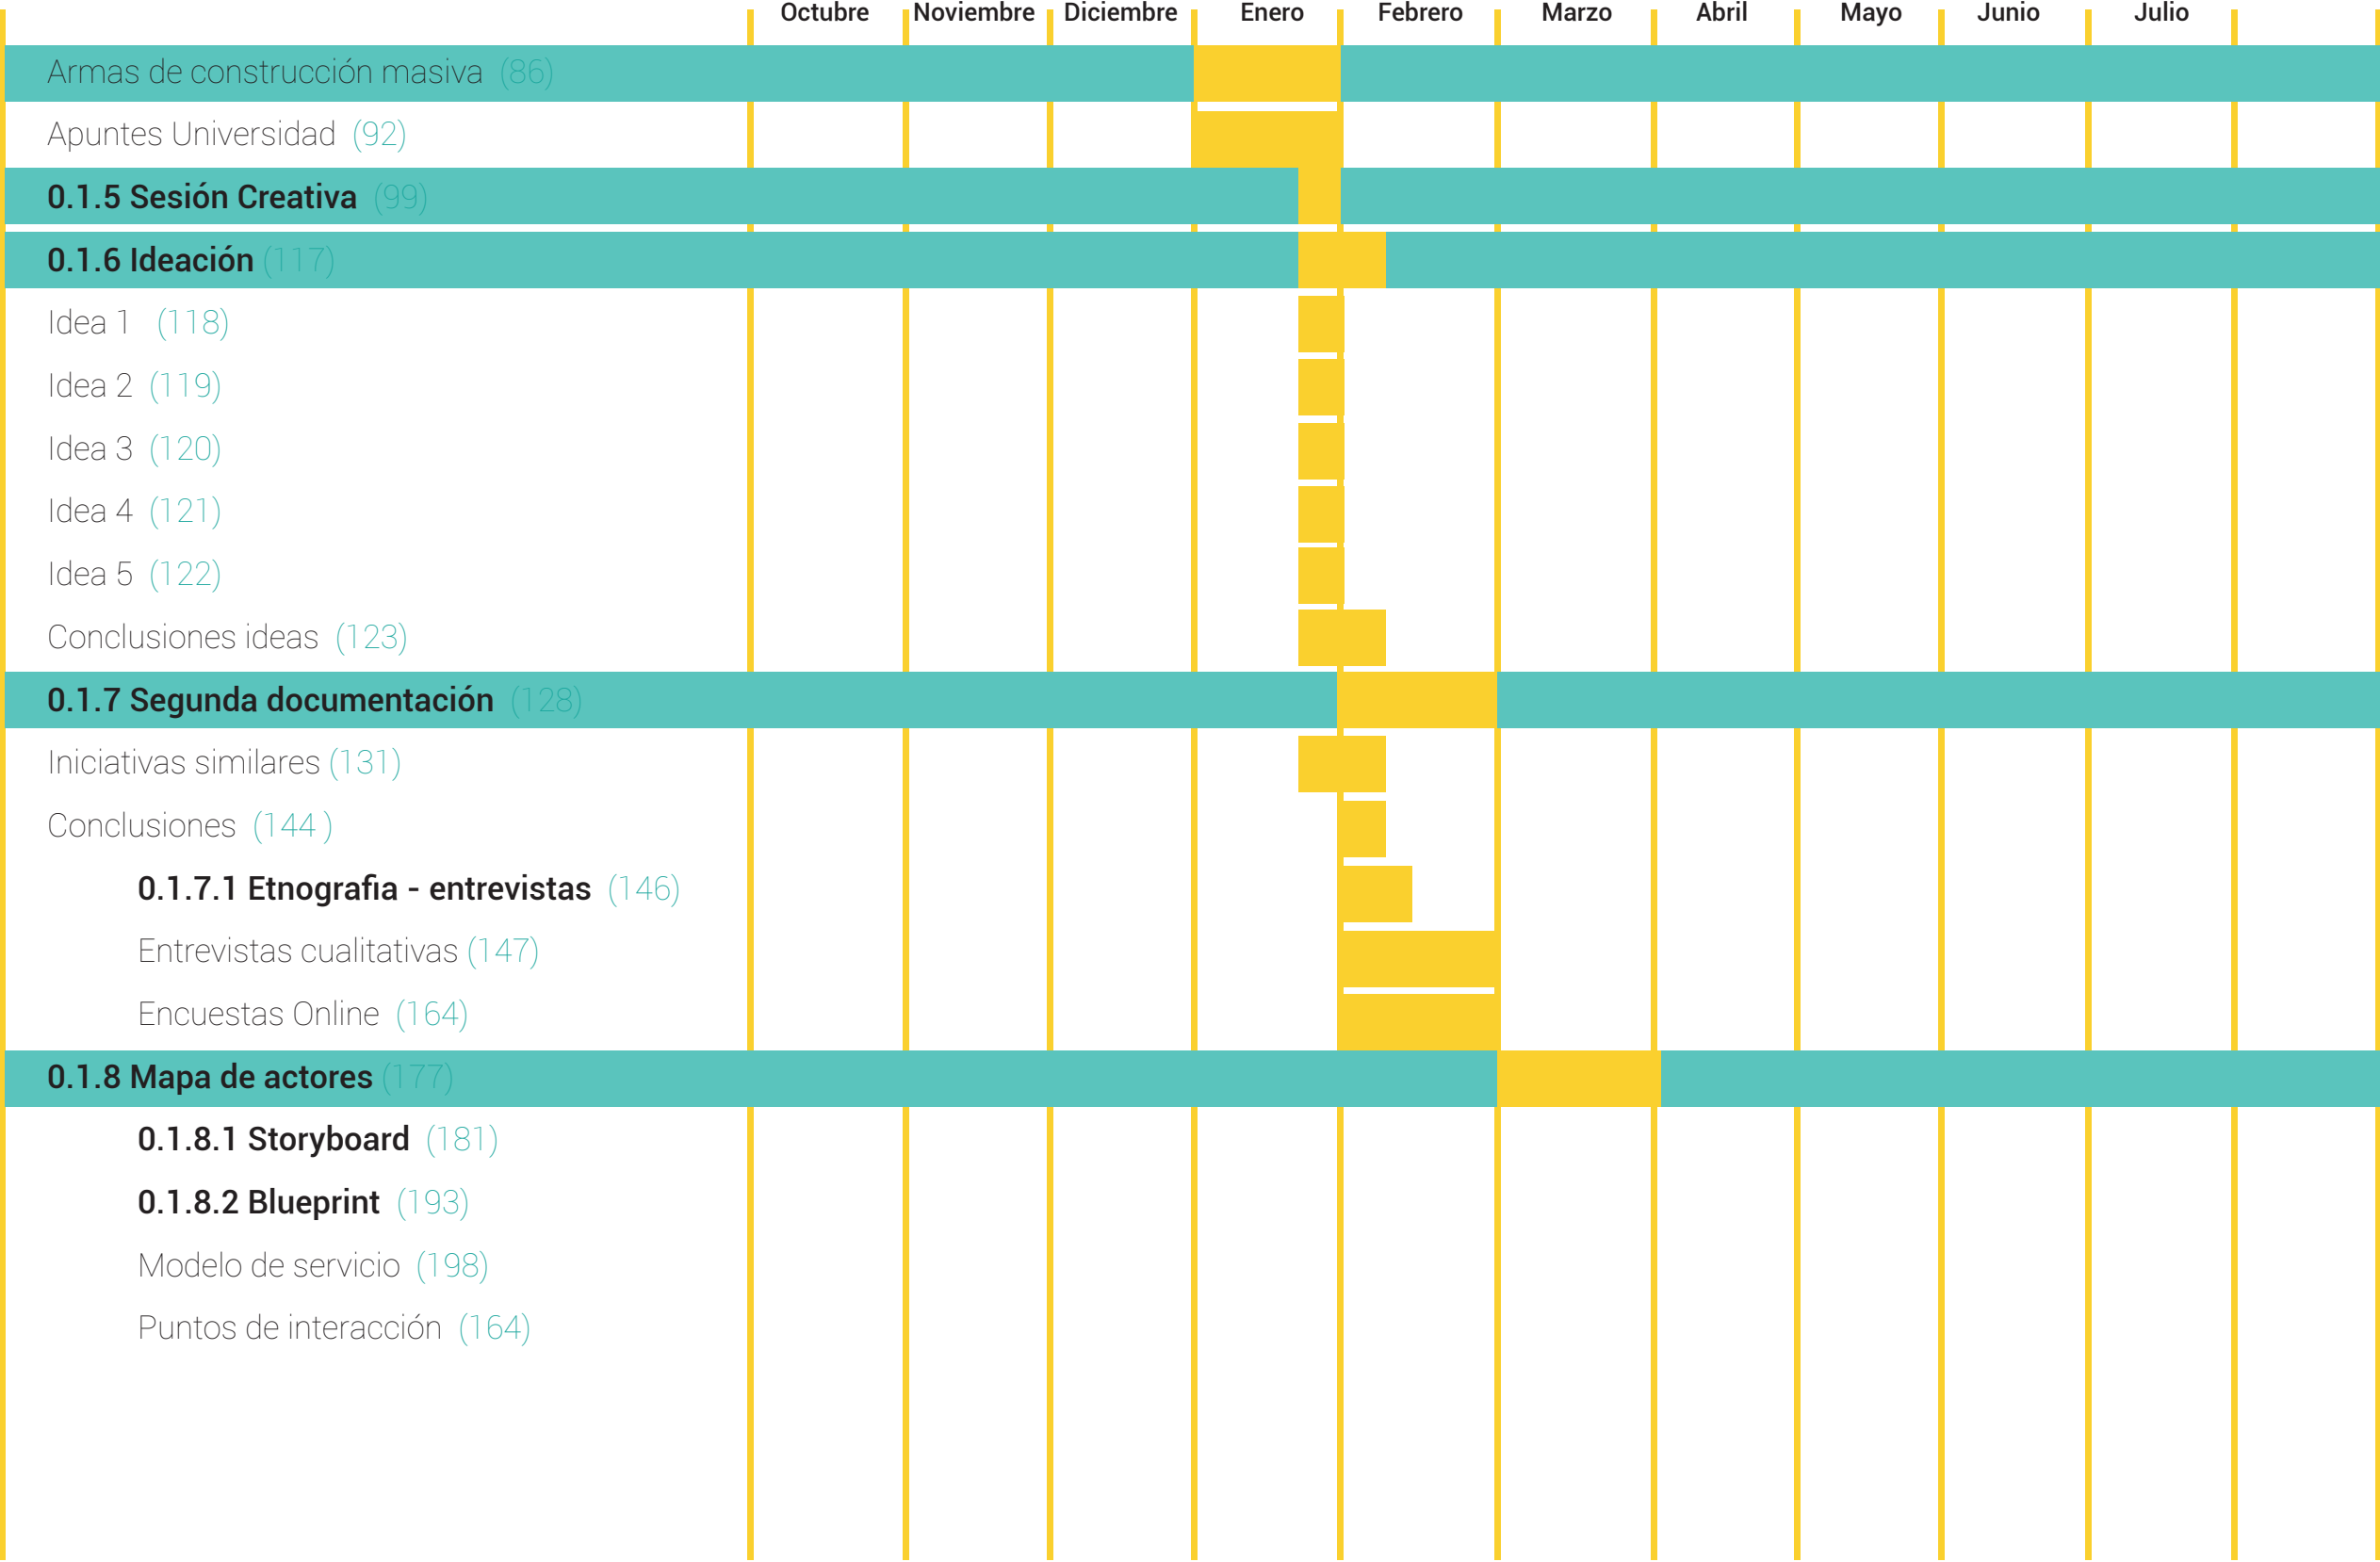 Octubre Noviembre Diciembre Enero Febrero Marzo Abril Mayo Junio Julio
Armas de construcción masiva (86)
Apuntes Universidad (92)
0.1.5 Sesión Creativa (99)
0.1.6 Ideación (117)
Idea 1 (118)
Idea 2 (119)
Idea 3 (120)
Idea 4 (121)
Idea 5 (122)
Conclusiones ideas (123)
0.1.7 Segunda documentación (128)
Iniciativas similares (131)
Conclusiones (144 )
0.1.7.1 Etnografia - entrevistas (146)
Entrevistas cualitativas (147)
Encuestas Online (164)
0.1.8 Mapa de actores (177)
0.1.8.1 Storyboard (181)
0.1.8.2 Blueprint (193)
Modelo de servicio (198)
Puntos de interacción (164)